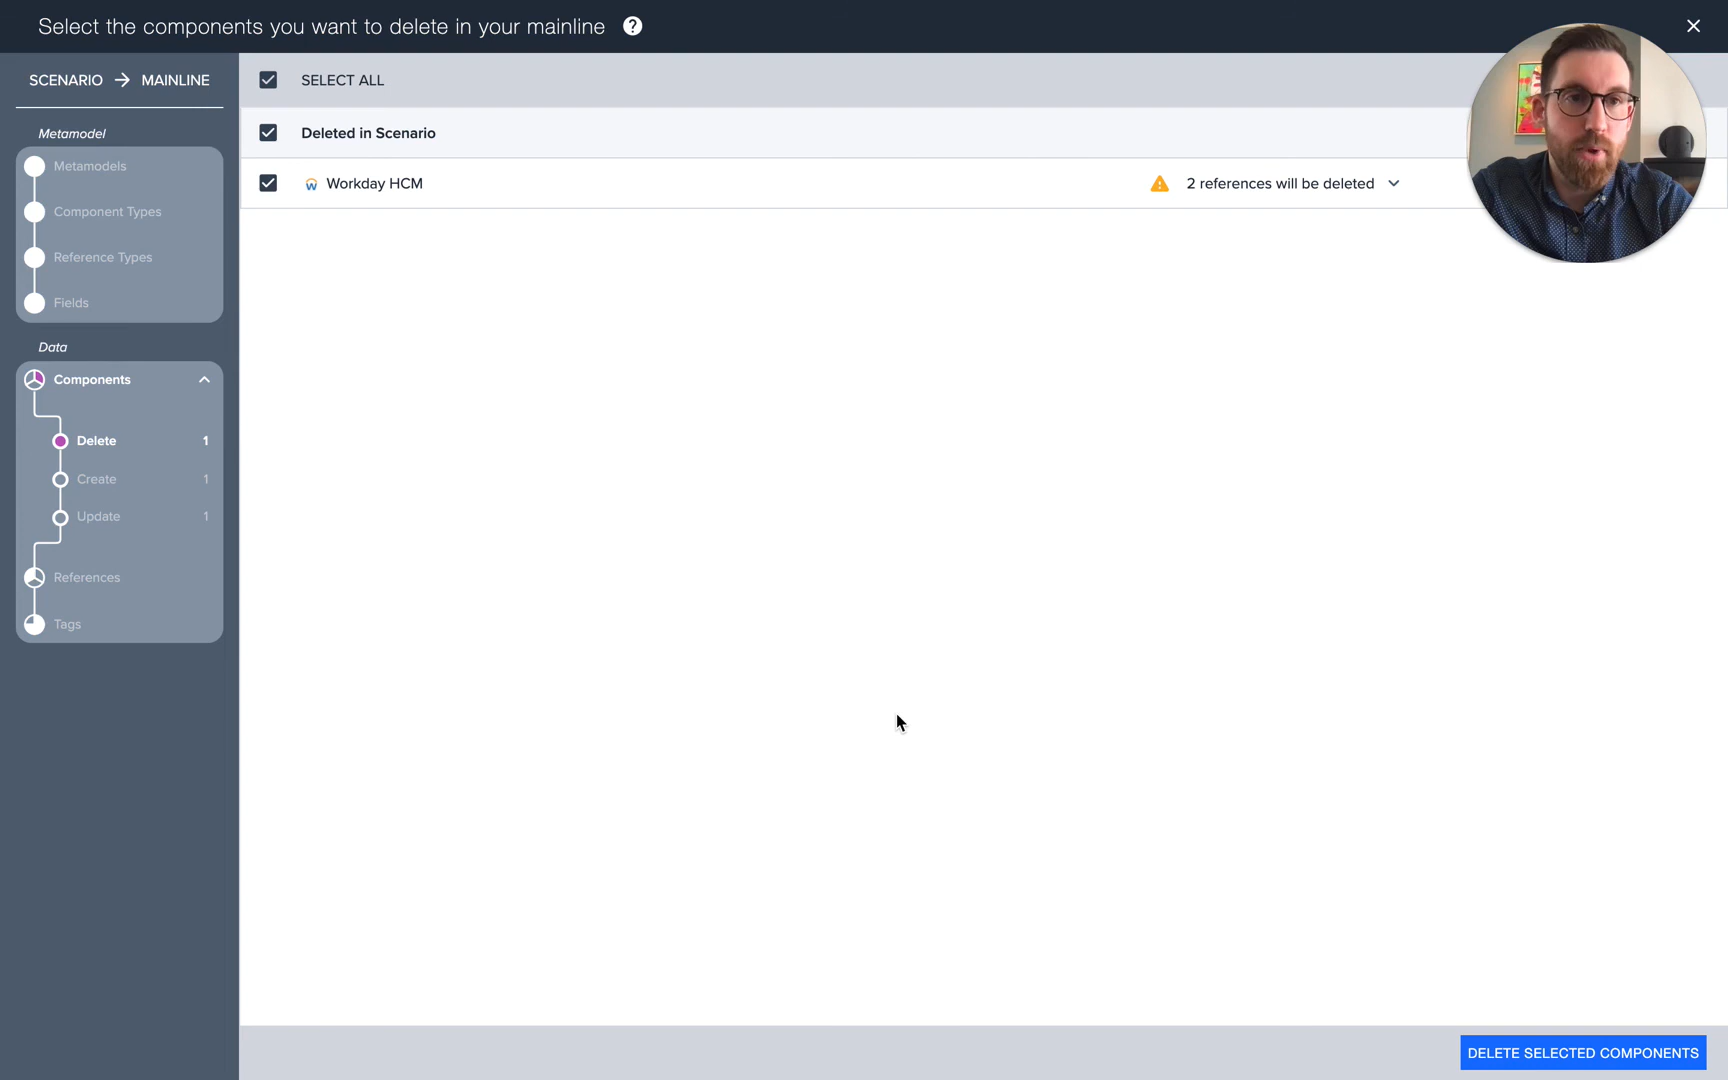 Select the components you want to delete in your mainline ?
SCENARIO → MAINLINE
SELECT ALL
Metamodel
Deleted in Scenario
Metamodels
Workday HCM
2 references will be deleted
Component Types
Reference Types
Fields
Data
Components
Delete 1
Create 1
Update 1
References
Tags
DELETE SELECTED COMPONENTS